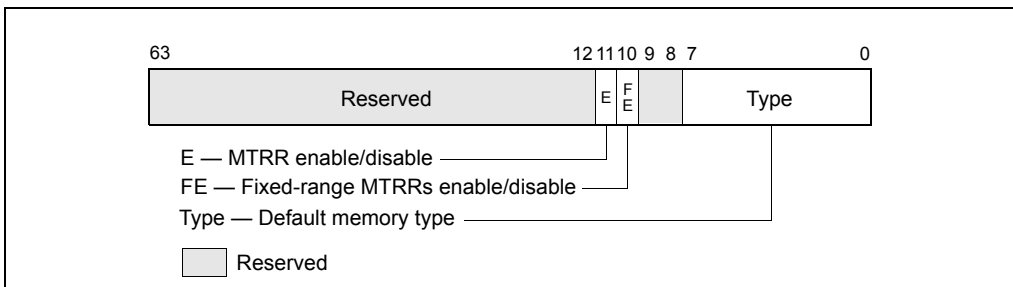 63 12 11 10 9 8 7 0
Reserved E FE Type
E — MTRR enable/disable
FE — Fixed-range MTRRs enable/disable
Type — Default memory type
Reserved